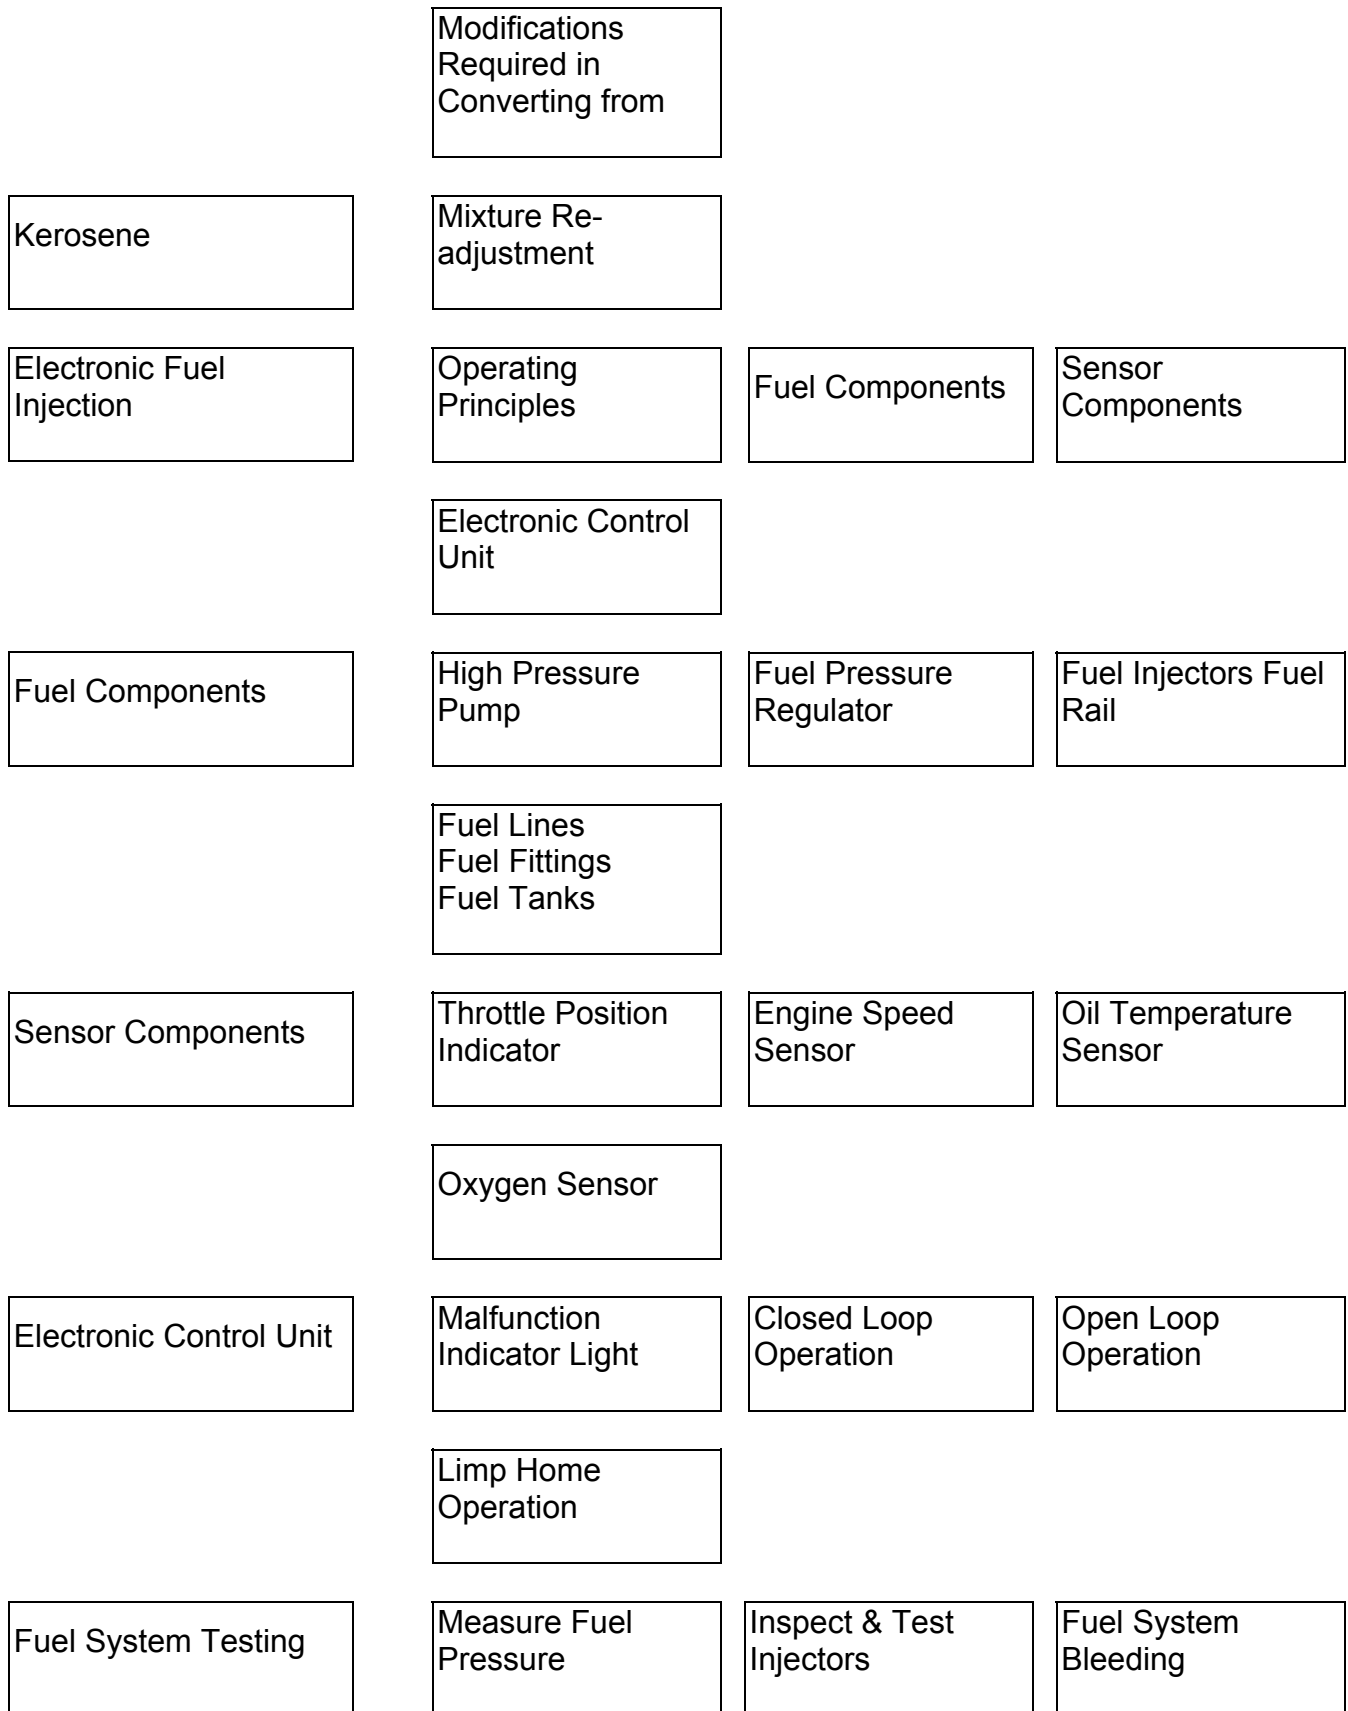 Modifications
Required in
Converting from
Kerosene
Mixture Re-
adjustment
Electronic Fuel
Injection
Operating
Principles
Fuel Components
Sensor
Components
Electronic Control
Unit
Fuel Components
High Pressure
Pump
Fuel Pressure
Regulator
Fuel Injectors Fuel
Rail
Fuel Lines
Fuel Fittings
Fuel Tanks
Sensor Components
Throttle Position
Indicator
Engine Speed
Sensor
Oil Temperature
Sensor
Oxygen Sensor
Electronic Control Unit
Malfunction
Indicator Light
Closed Loop
Operation
Open Loop
Operation
Limp Home
Operation
Fuel System Testing
Measure Fuel
Pressure
Inspect & Test
Injectors
Fuel System
Bleeding